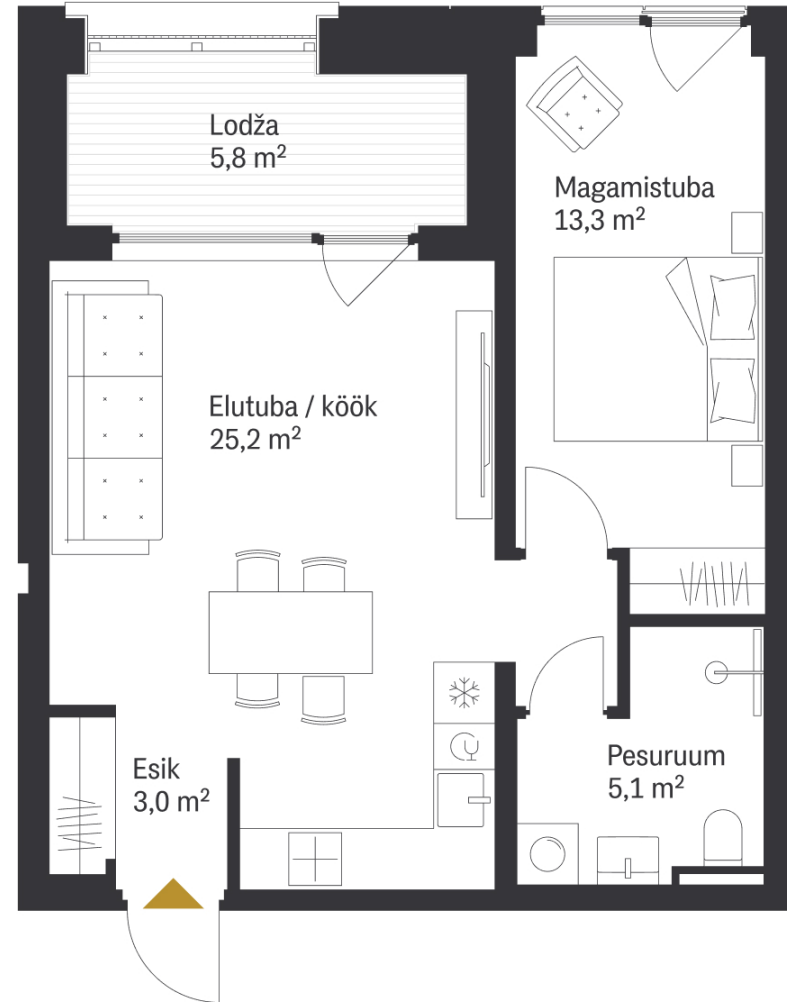 Lodža
5,8 m²
Magamistuba
13,3 m²
Elutuba / köök
25,2 m²
Esik
3,0 m²
Pesuruum
5,1 m²